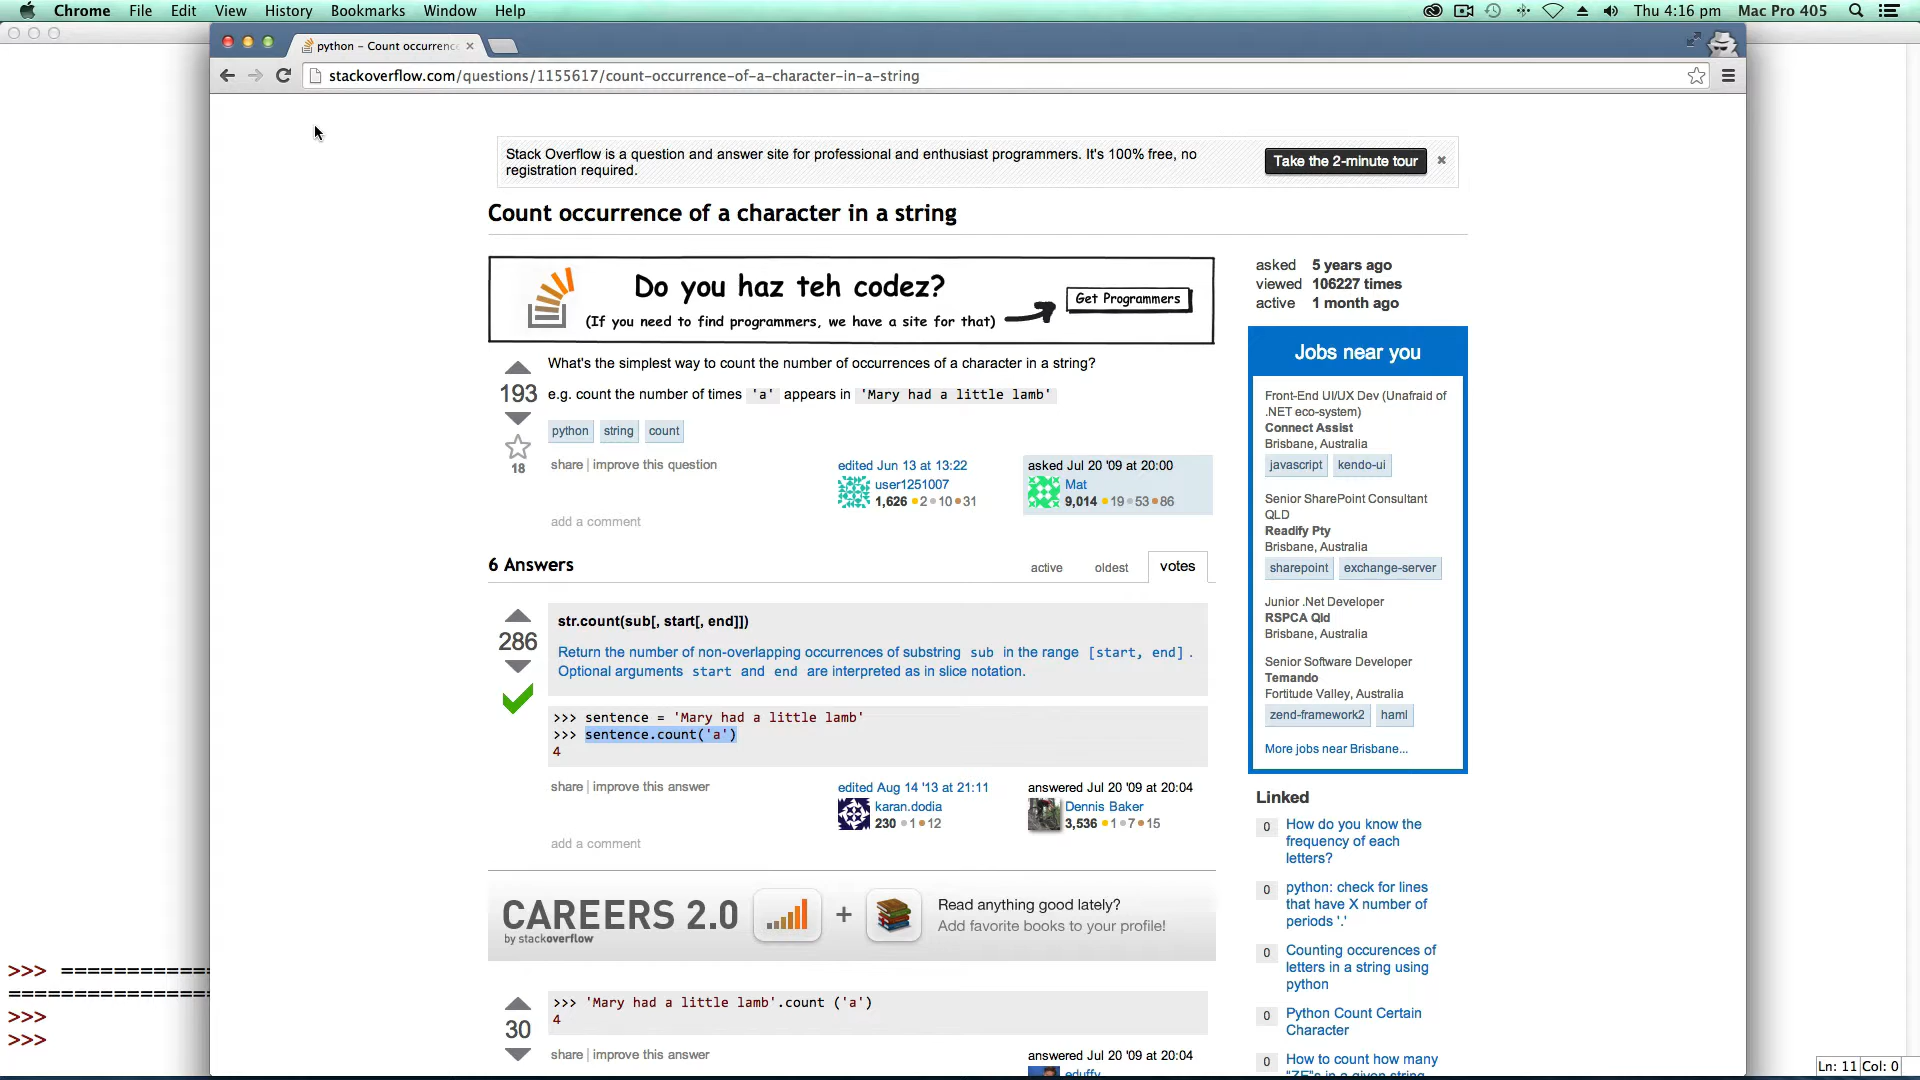 Chrome File Edit View History Bookmarks Window Help
Thu 4:16 pm Mac Pro 405
python – Count occurrenc
stackoverflow.com/questions/1155617/count-occurrence-of-a-character-in-a-string
Stack Overflow is a question and answer site for professional and enthusiast programmers. It's 100% free, no
registration required.
Take the 2-minute tour
Count occurrence of a character in a string
Do you haz teh codez?
(If you need to find programmers, we have a site for that)
Get Programmers
193
What's the simplest way to count the number of occurrences of a character in a string?
e.g. count the number of times 'a' appears in 'Mary had a little lamb'
python string count
18
share improve this question
edited Jun 13 at 13:22
user1251007
1,626 2 10 31
asked Jul 20 '09 at 20:00
Mat
9,014 19 53 86
add a comment
6 Answers
active oldest votes
286
str.count(sub[, start[, end]])
Return the number of non-overlapping occurrences of substring sub in the range [start, end].
Optional arguments start and end are interpreted as in slice notation.
>>> sentence = 'Mary had a little lamb'
>>> sentence.count('a')
4
share improve this answer
edited Aug 14 '13 at 21:11
karan.dodia
230 1 12
answered Jul 20 '09 at 20:04
Dennis Baker
3,536 1 7 15
add a comment
CAREERS 2.0
by stackoverflow
+
Read anything good lately?
Add favorite books to your profile!
30
>>> 'Mary had a little lamb'.count ('a')
4
share improve this answer
answered Jul 20 '09 at 20:04
eduffy
asked 5 years ago
viewed 106227 times
active 1 month ago
Jobs near you
Front-End UI/UX Dev (Unafraid of
.NET eco-system)
Connect Assist
Brisbane, Australia
javascript kendo-ui
Senior SharePoint Consultant
QLD
Readify Pty
Brisbane, Australia
sharepoint exchange-server
Junior .Net Developer
RSPCA Qld
Brisbane, Australia
Senior Software Developer
Temando
Fortitude Valley, Australia
zend-framework2 haml
More jobs near Brisbane...
Linked
0 How do you know the
frequency of each
letters?
0 python: check for lines
that have X number of
periods '.'
0 Counting occurences of
letters in a string using
python
0 Python Count Certain
Character
0 How to count how many
"ZE"s in a given string
>>> ============
=================
>>>
>>>
Ln: 11 Col: 0